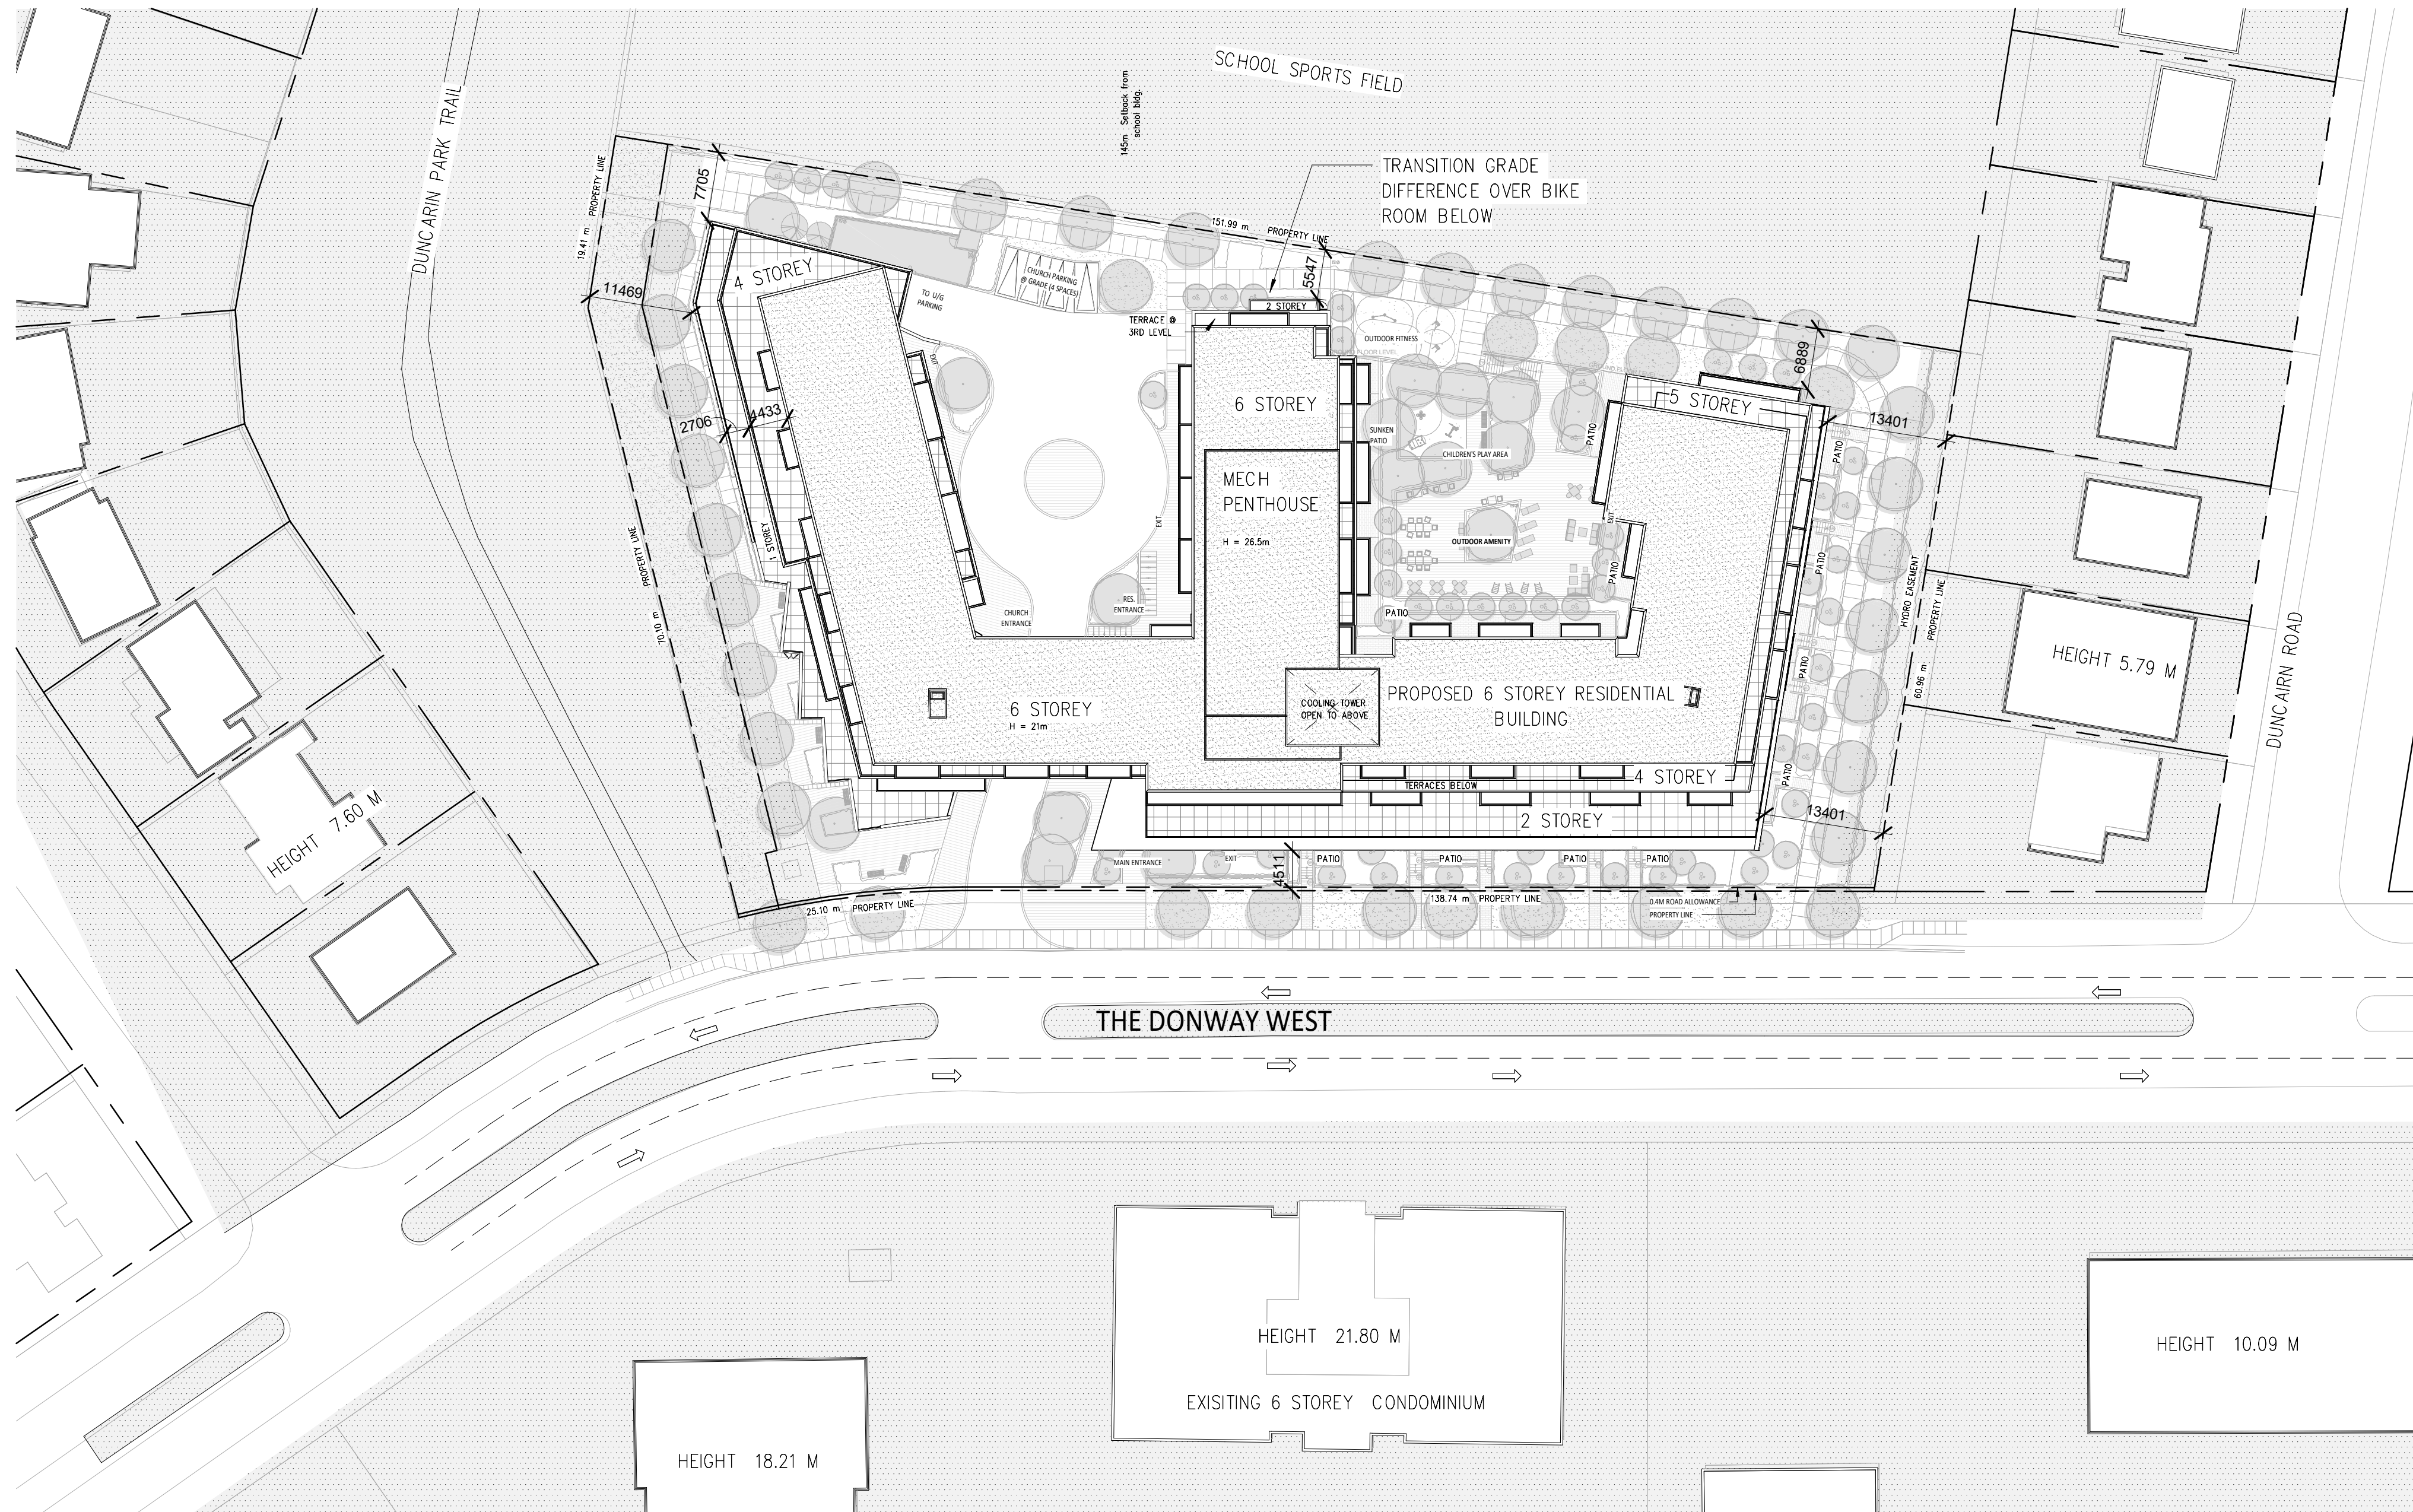 SCHOOL SPORTS FIELD
145m Setback from
school bldg.
DUNCARIN PARK TRAIL
TRANSITION GRADE
DIFFERENCE OVER BIKE
ROOM BELOW
19.41 m PROPERTY LINE
7705
151.99 m PROPERTY LINE
5547
11469
4 STOREY
TO U/G
PARKING
CHURCH PARKING
@ GRADE (4 SPACES)
2 STOREY
TERRACE @
3RD LEVEL
OUTDOOR FITNESS
6889
EXIT
6 STOREY
5 STOREY
13401
2706
4433
SUNKEN
PATIO
PATIO
PATIO
CHILDREN'S PLAY AREA
MECH
PENTHOUSE
H = 26.5m
EXIT
EXIT
OUTDOOR AMENITY
1 STOREY
70.10 m PROPERTY LINE
PATIO
PATIO
HYDRO EASEMENT
60.96 m PROPERTY LINE
CHURCH
ENTRANCE
RES.
ENTRANCE
PATIO
PATIO
HEIGHT 5.79 M
DUNCAIRN ROAD
6 STOREY
H = 21m
COOLING TOWER
OPEN TO ABOVE
PROPOSED 6 STOREY RESIDENTIAL
BUILDING
PATIO
4 STOREY
TERRACES BELOW
2 STOREY
13401
HEIGHT 7.60 M
MAIN ENTRANCE
EXIT
4511
PATIO
PATIO
PATIO
PATIO
25.10 m PROPERTY LINE
138.74 m PROPERTY LINE
0.4M ROAD ALLOWANCE
PROPERTY LINE
THE DONWAY WEST
HEIGHT 21.80 M
EXISITING 6 STOREY CONDOMINIUM
HEIGHT 10.09 M
HEIGHT 18.21 M